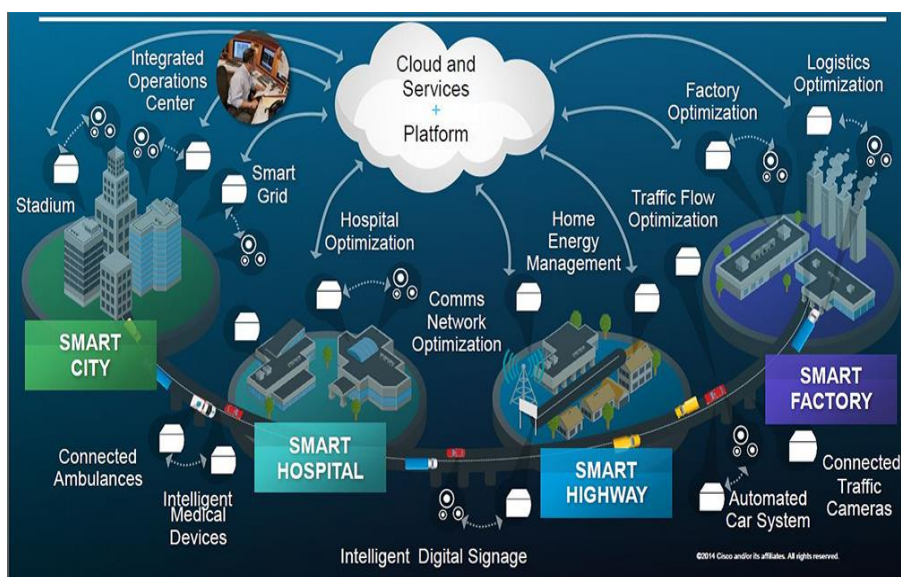 Integrated
Operations
Center
Cloud and
Services
+
Platform
Factory
Optimization
Logistics
Optimization
Stadium
Smart
Grid
Hospital
Optimization
Home
Energy
Management
Traffic Flow
Optimization
Comms
Network
Optimization
SMART
CITY
SMART
HOSPITAL
SMART
HIGHWAY
SMART
FACTORY
Connected
Ambulances
Intelligent
Medical
Devices
Intelligent Digital Signage
Automated
Car System
Connected
Traffic
Cameras
©2014 Cisco and/or its affiliates. All rights reserved.